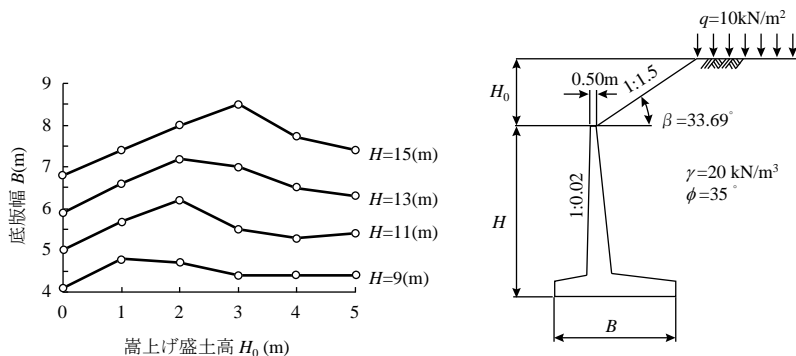 9
8
7
6
5
4
0
1
2
3
4
5
底版幅 B(m)
嵩上げ盛土高 H0 (m)
H=15(m)
H=13(m)
H=11(m)
H=9(m)
q=10kN/m²
0.50m
1:1.5
H0
β=33.69°
γ=20 kN/m³
φ=35°
1:0.02
H
B